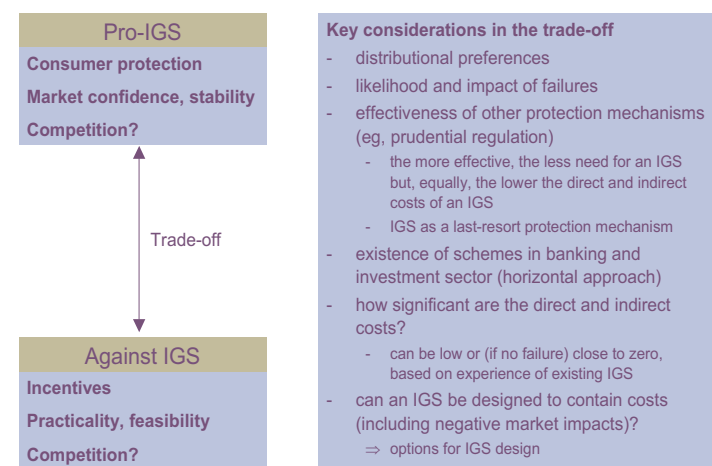 Pro-IGS
Consumer protection
Market confidence, stability
Competition?
Trade-off
Against IGS
Incentives
Practicality, feasibility
Competition?
Key considerations in the trade-off
- distributional preferences
- likelihood and impact of failures
- effectiveness of other protection mechanisms
(eg, prudential regulation)
- the more effective, the less need for an IGS
but, equally, the lower the direct and indirect
costs of an IGS
- IGS as a last-resort protection mechanism
- existence of schemes in banking and
investment sector (horizontal approach)
- how significant are the direct and indirect
costs?
- can be low or (if no failure) close to zero,
based on experience of existing IGS
- can an IGS be designed to contain costs
(including negative market impacts)?
⇒ options for IGS design